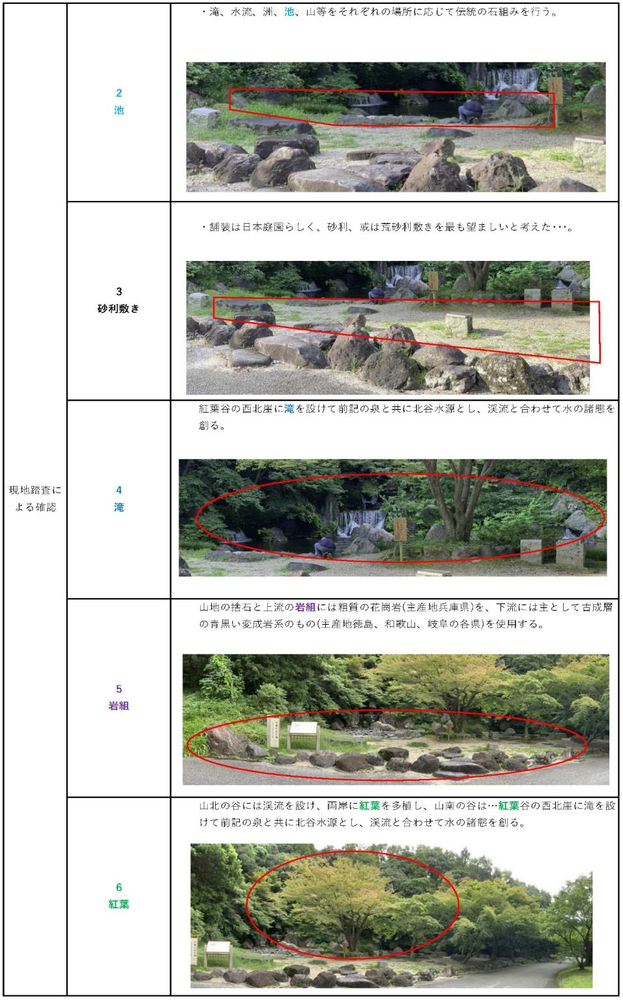 ・滝、水流、洲、池、山等をそれぞれの場所に応じて伝統の石組みを行う。
2
池
・舗装は日本庭園らしく、砂利、或は荒砂利敷きを最も望ましいと考えた･･･。
3
砂利敷き
紅葉谷の西北崖に滝を設けて前記の泉と共に北谷水源とし、渓流と合わせて水の諸態を
創る。
現地踏査に
よる確認
4
滝
山地の捨石と上流の岩組には粗質の花崗岩(主産地兵庫県)を、下流には主として古成層
の青黒い変成岩系のもの(主産地徳島、和歌山、岐阜の各県)を使用する。
5
岩組
山北の谷には渓流を設け、両岸に紅葉を多植し、山南の谷は…紅葉谷の西北崖に滝を設
けて前記の泉と共に北谷水源とし、渓流と合わせて水の諸態を創る。
6
紅葉